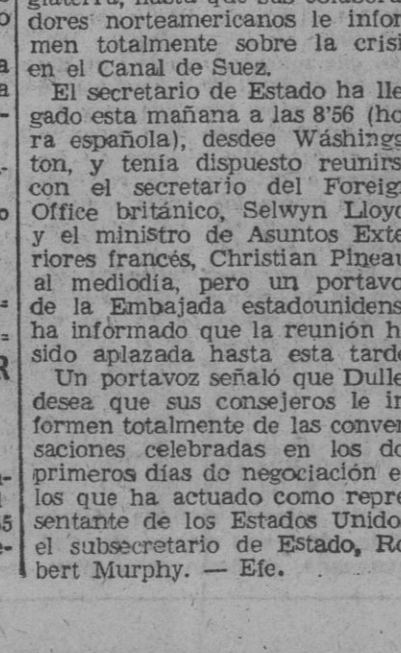 glaterra, hasta que sus colabora
dores norteamericanos le infor
men totalmente sobre la crisi
en el Canal de Suez.
El secretario de Estado ha lle
gado esta mañana a las 8'56 (ho
ra española), desdee Wáshingg
ton, y tenía dispuesto reunirs
con el secretario del Foreig
Office británico, Selwyn Lloyd
y el ministro de Asuntos Exte
riores francés, Christian Pineau
al mediodía, pero un portavo
de la Embajada estadounidens
ha informado que la reunión h
sido aplazada hasta esta tarde
Un portavoz señaló que Dulle
desea que sus consejeros le in
formen totalmente de las conver
saciones celebradas en los do
primeros días de negociación e
los que ha actuado como repre
sentante de los Estados Unido
el subsecretario de Estado, Ro
bert Murphy. — Efe.